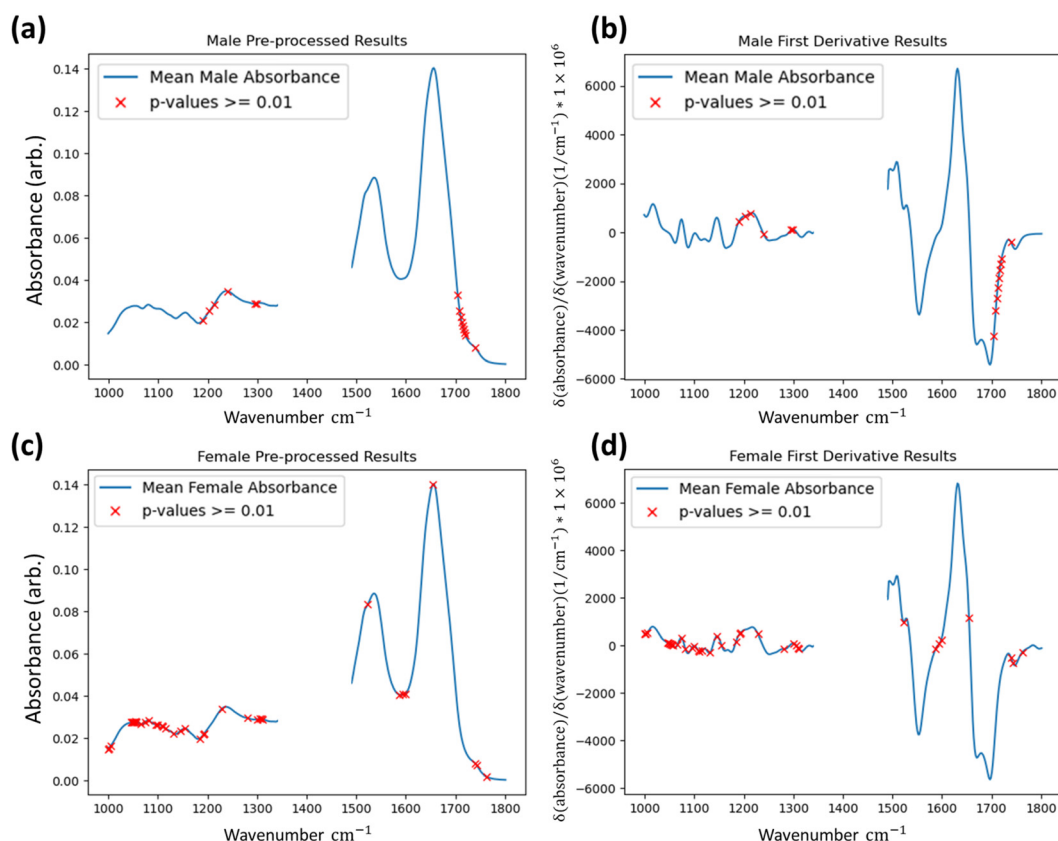 (a)
Male Pre-processed Results
Mean Male Absorbance
p-values >= 0.01
0.14
0.12
0.10
0.08
0.06
0.04
0.02
0.00
Absorbance (arb.)
1000 1100 1200 1300 1400 1500 1600 1700 1800
Wavenumber cm⁻¹
(b)
Male First Derivative Results
Mean Male Absorbance
p-values >= 0.01
6000
4000
2000
0
−2000
−4000
−6000
δ(absorbance)/δ(wavenumber)(1/cm⁻¹) * 1 × 10⁶
1000 1100 1200 1300 1400 1500 1600 1700 1800
Wavenumber cm⁻¹
(c)
Female Pre-processed Results
Mean Female Absorbance
p-values >= 0.01
0.14
0.12
0.10
0.08
0.06
0.04
0.02
0.00
Absorbance (arb.)
1000 1100 1200 1300 1400 1500 1600 1700 1800
Wavenumber cm⁻¹
(d)
Female First Derivative Results
Mean Female Absorbance
p-values >= 0.01
6000
4000
2000
0
−2000
−4000
−6000
δ(absorbance)/δ(wavenumber)(1/cm⁻¹) * 1 × 10⁶
1000 1100 1200 1300 1400 1500 1600 1700 1800
Wavenumber cm⁻¹